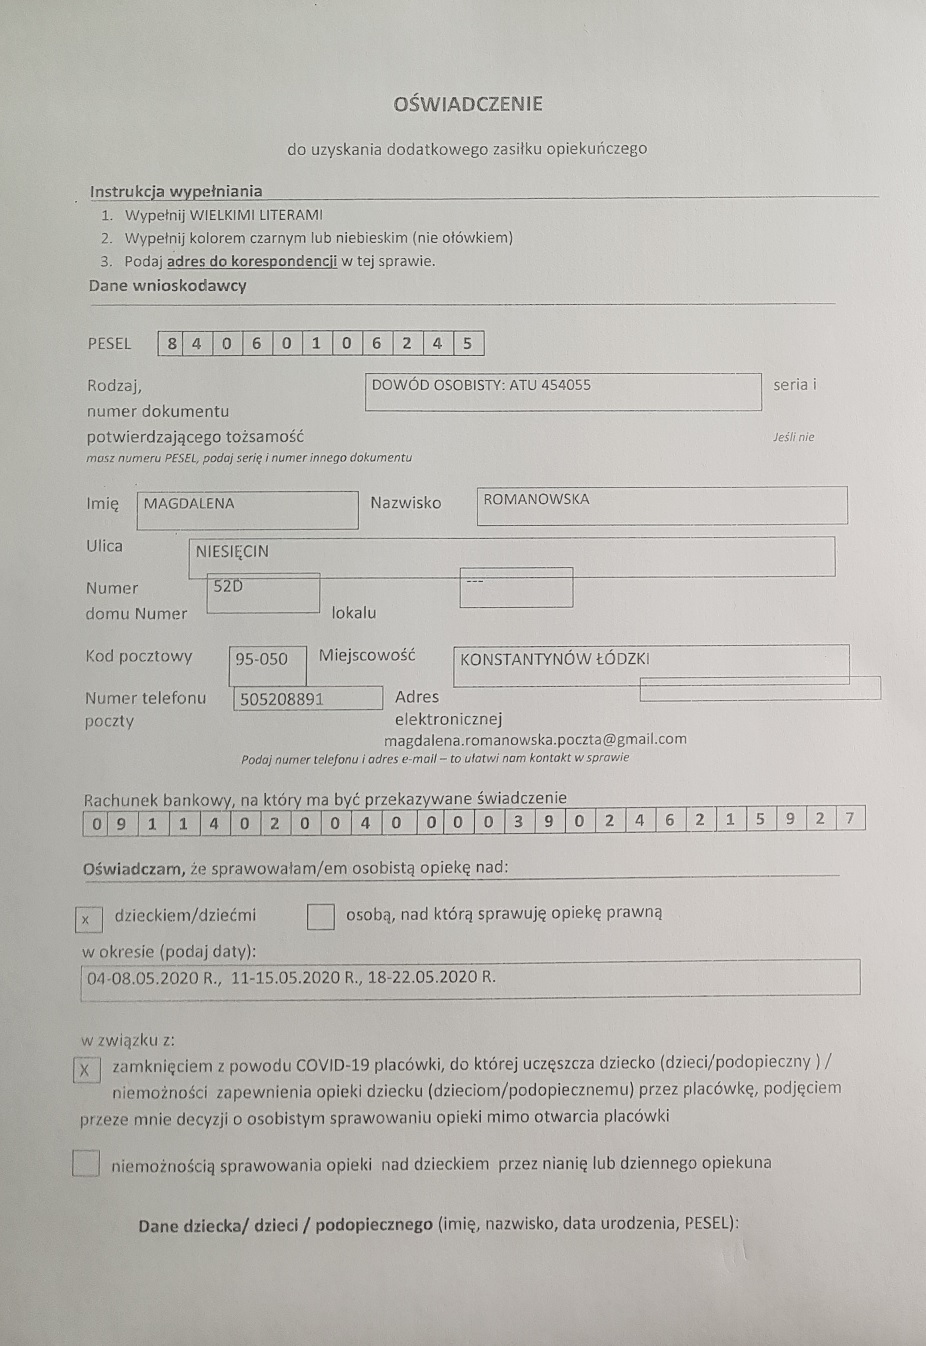 OŚWIADCZENIE
do uzyskania dodatkowego zasiłku opiekuńczego
Instrukcja wypełniania
1. Wypełnij WIELKIMI LITERAMI
2. Wypełnij kolorem czarnym lub niebieskim (nie ołówkiem)
3. Podaj adres do korespondencji w tej sprawie.
Dane wnioskodawcy
PESEL 8 4 0 6 0 1 0 6 2 4 5
Rodzaj, DOWÓD OSOBISTY: ATU 454055 seria i
numer dokumentu
potwierdzającego tożsamość Jeśli nie
masz numeru PESEL, podaj serię i numer innego dokumentu
Imię MAGDALENA Nazwisko ROMANOWSKA
Ulica NIESIĘCIN
Numer 52D ---
domu Numer lokalu
Kod pocztowy 95-050 Miejscowość KONSTANTYNÓW ŁÓDZKI
Numer telefonu 505208891 Adres
poczty elektronicznej
magdalena.romanowska.poczta@gmail.com
Podaj numer telefonu i adres e-mail – to ułatwi nam kontakt w sprawie
Rachunek bankowy, na który ma być przekazywane świadczenie
0 9 1 1 4 0 2 0 0 4 0 0 0 0 3 9 0 2 4 6 2 1 5 9 2 7
Oświadczam, że sprawowałam/em osobistą opiekę nad:
x dzieckiem/dziećmi osobą, nad którą sprawuję opiekę prawną
w okresie (podaj daty):
04-08.05.2020 R., 11-15.05.2020 R., 18-22.05.2020 R.
w związku z:
X zamknięciem z powodu COVID-19 placówki, do której uczęszcza dziecko (dzieci/podopieczny ) /
niemożności zapewnienia opieki dziecku (dzieciom/podopiecznemu) przez placówkę, podjęciem
przeze mnie decyzji o osobistym sprawowaniu opieki mimo otwarcia placówki
niemożnością sprawowania opieki nad dzieckiem przez nianię lub dziennego opiekuna
Dane dziecka/ dzieci / podopiecznego (imię, nazwisko, data urodzenia, PESEL):